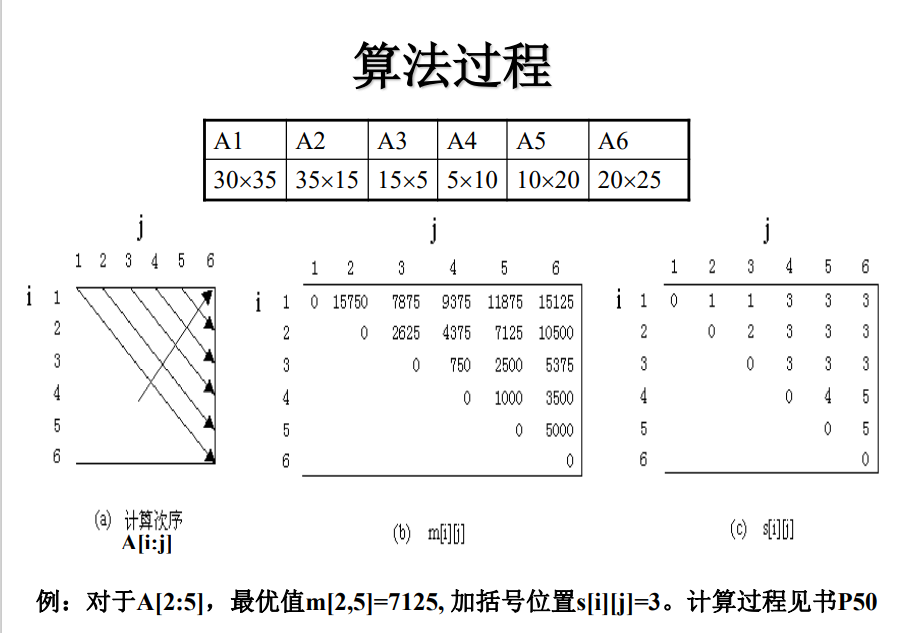 算法过程
A1 A2 A3 A4 A5 A6
30×35 35×15 15×5 5×10 10×20 20×25
j
1 2 3 4 5 6
i 1
2
3
4
5
6
(a) 计算次序
A[i:j]
j
1 2 3 4 5 6
i 1 0 15750 7875 9375 11875 15125
2 0 2625 4375 7125 10500
3 0 750 2500 5375
4 0 1000 3500
5 0 5000
6 0
(b) m[i][j]
j
1 2 3 4 5 6
i 1 0 1 1 3 3 3
2 0 2 3 3 3
3 0 3 3 3
4 0 4 5
5 0 5
6 0
(c) s[i][j]
例：对于A[2:5]，最优值m[2,5]=7125, 加括号位置s[i][j]=3。计算过程见书P50